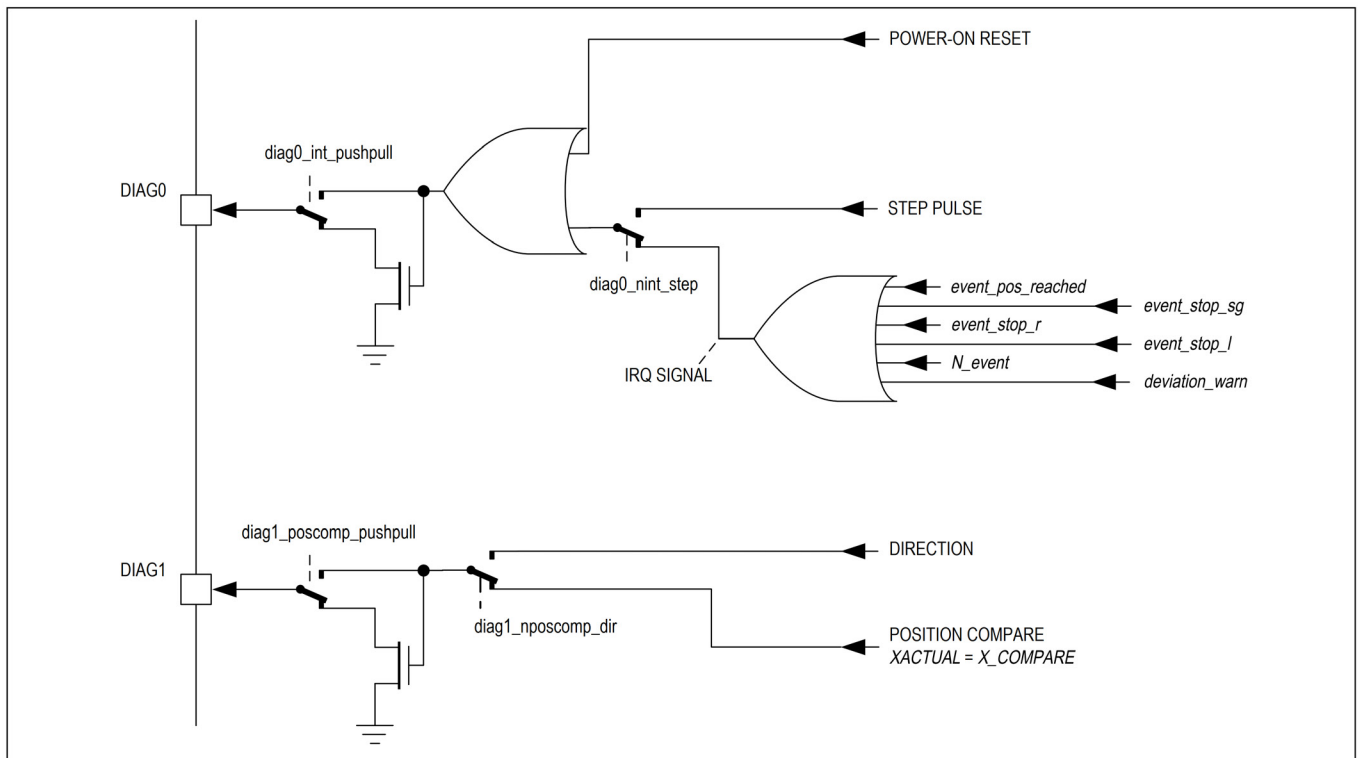 POWER-ON RESET
diag0_int_pushpull
DIAG0
STEP PULSE
diag0_nint_step
event_pos_reached
event_stop_sg
event_stop_r
event_stop_l
N_event
IRQ SIGNAL
deviation_warn
diag1_poscomp_pushpull
DIRECTION
DIAG1
diag1_nposcomp_dir
POSITION COMPARE
XACTUAL = X_COMPARE